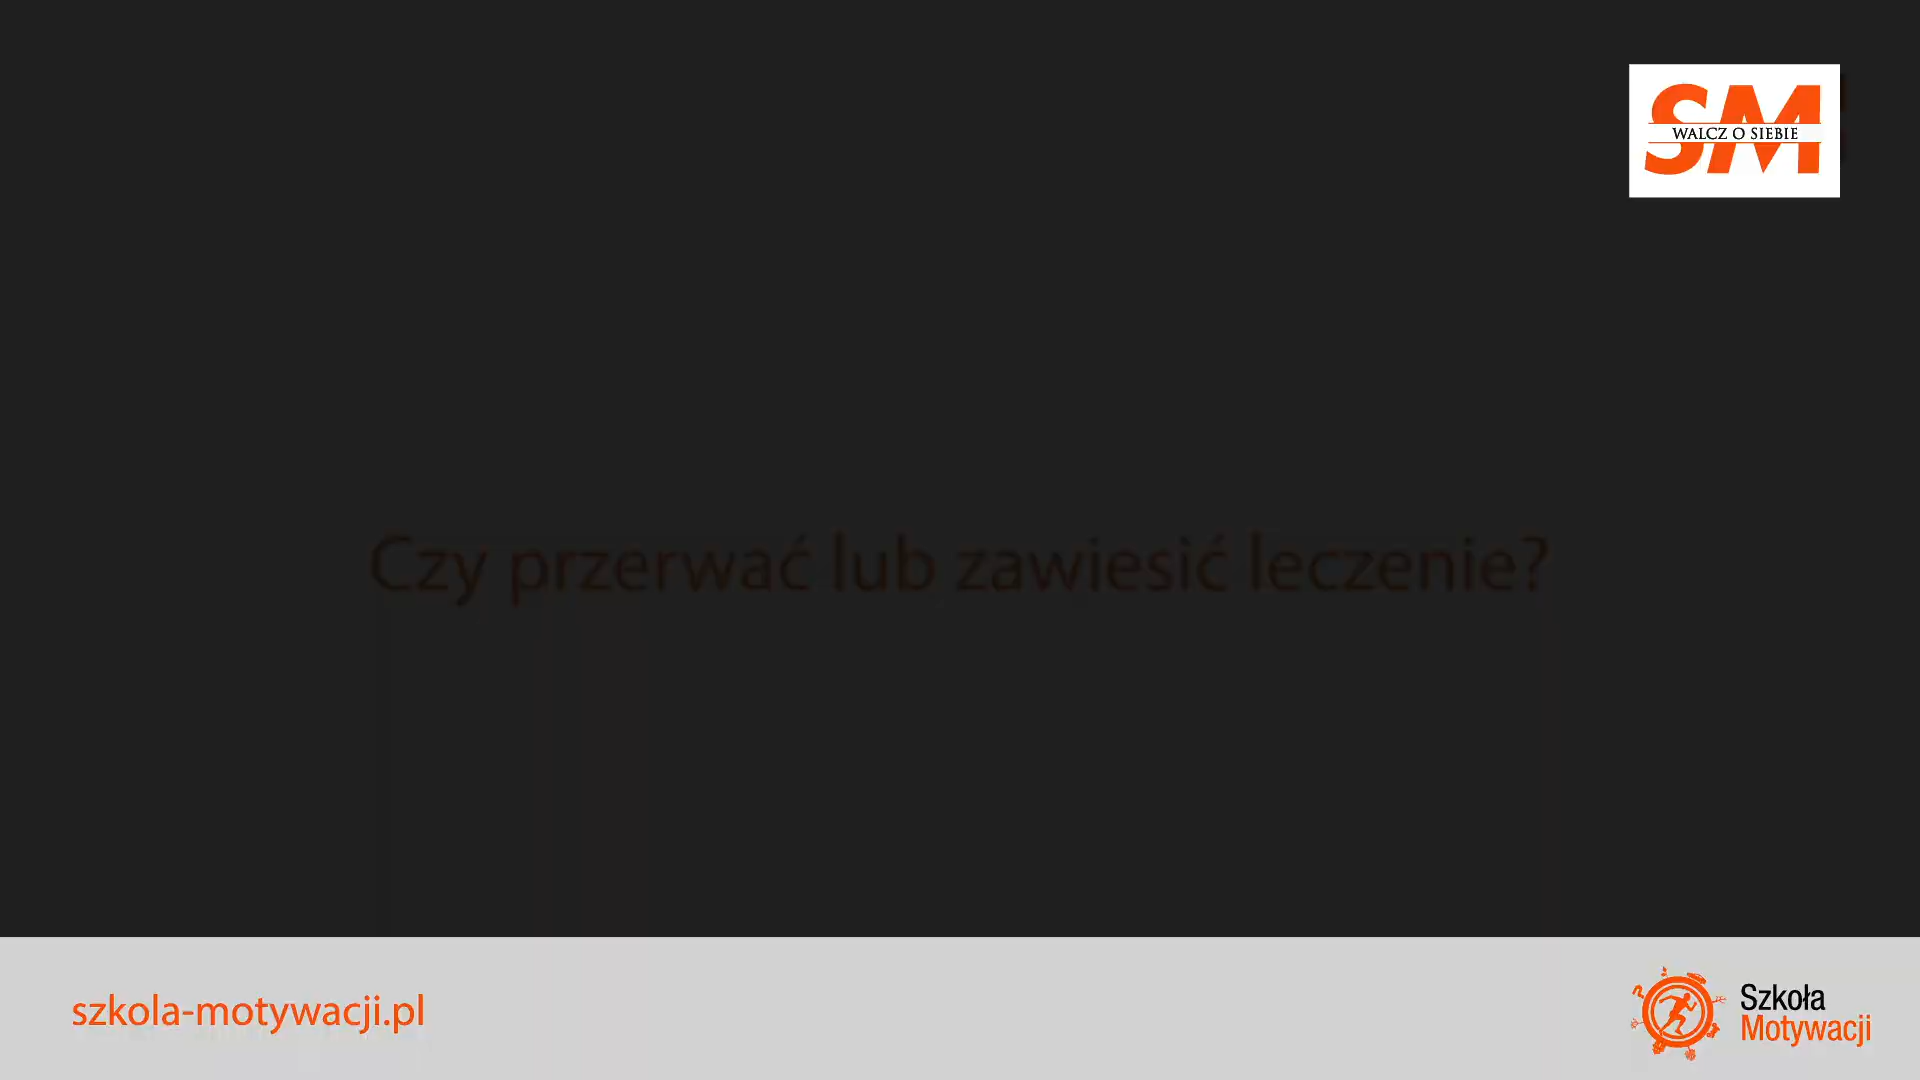 SM
WALCZ O SIEBIE
Czy przerwać lub zawiesić leczenie?
szkola-motywacji.pl
Szkoła
Motywacji